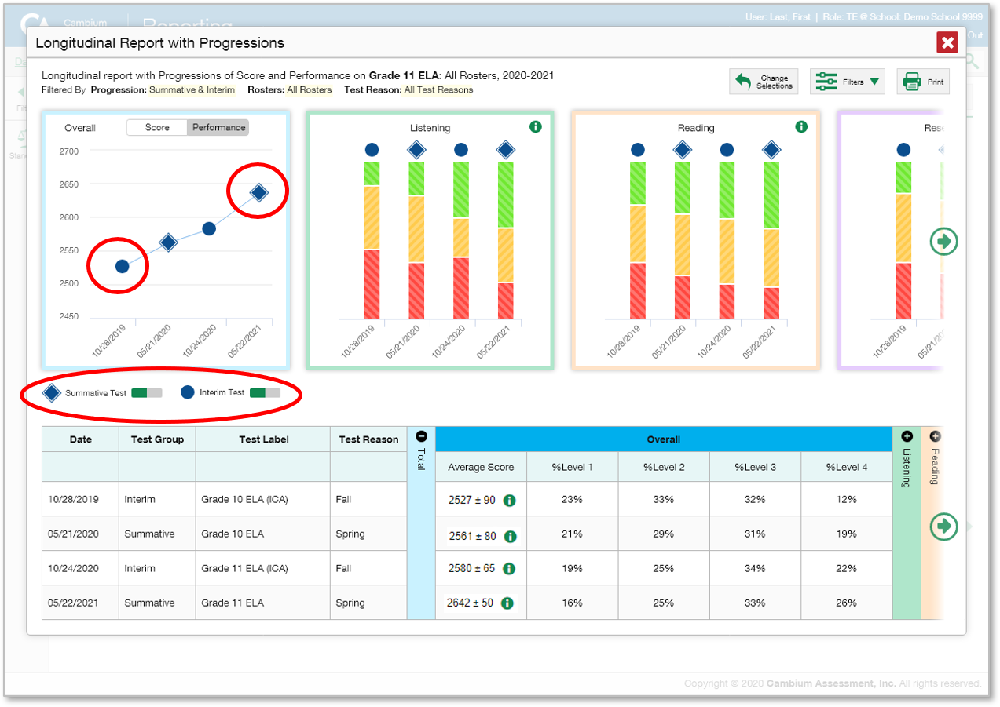 CA Cambium Reporting
User: Last, First | Role: TE @ School: Demo School 9999
Out
Longitudinal Report with Progressions
Longitudinal report with Progressions of Score and Performance on Grade 11 ELA: All Rosters, 2020-2021
Filtered By Progression: Summative & Interim Rosters: All Rosters Test Reason: All Test Reasons
Change
Selections
Filters
Print
Overall
Score
Performance
2700
2650
2600
2550
2500
2450
10/28/2019
05/21/2020
10/24/2020
05/22/2021
Listening
10/28/2019
05/21/2020
10/24/2020
05/22/2021
Reading
10/28/2019
05/21/2020
10/24/2020
05/22/2021
Rese
10/28/2019
05/21/20
Summative Test
Interim Test
Date Test Group Test Label Test Reason Total Overall Listening Reading
Average Score %Level 1 %Level 2 %Level 3 %Level 4
10/28/2019 Interim Grade 10 ELA (ICA) Fall 2527 ± 90 23% 33% 32% 12%
05/21/2020 Summative Grade 10 ELA Spring 2561 ± 80 21% 29% 31% 19%
10/24/2020 Interim Grade 11 ELA (ICA) Fall 2580 ± 65 19% 25% 34% 22%
05/22/2021 Summative Grade 11 ELA Spring 2642 ± 50 16% 25% 33% 26%
Copyright © 2020 Cambium Assessment, Inc. All rights reserved.